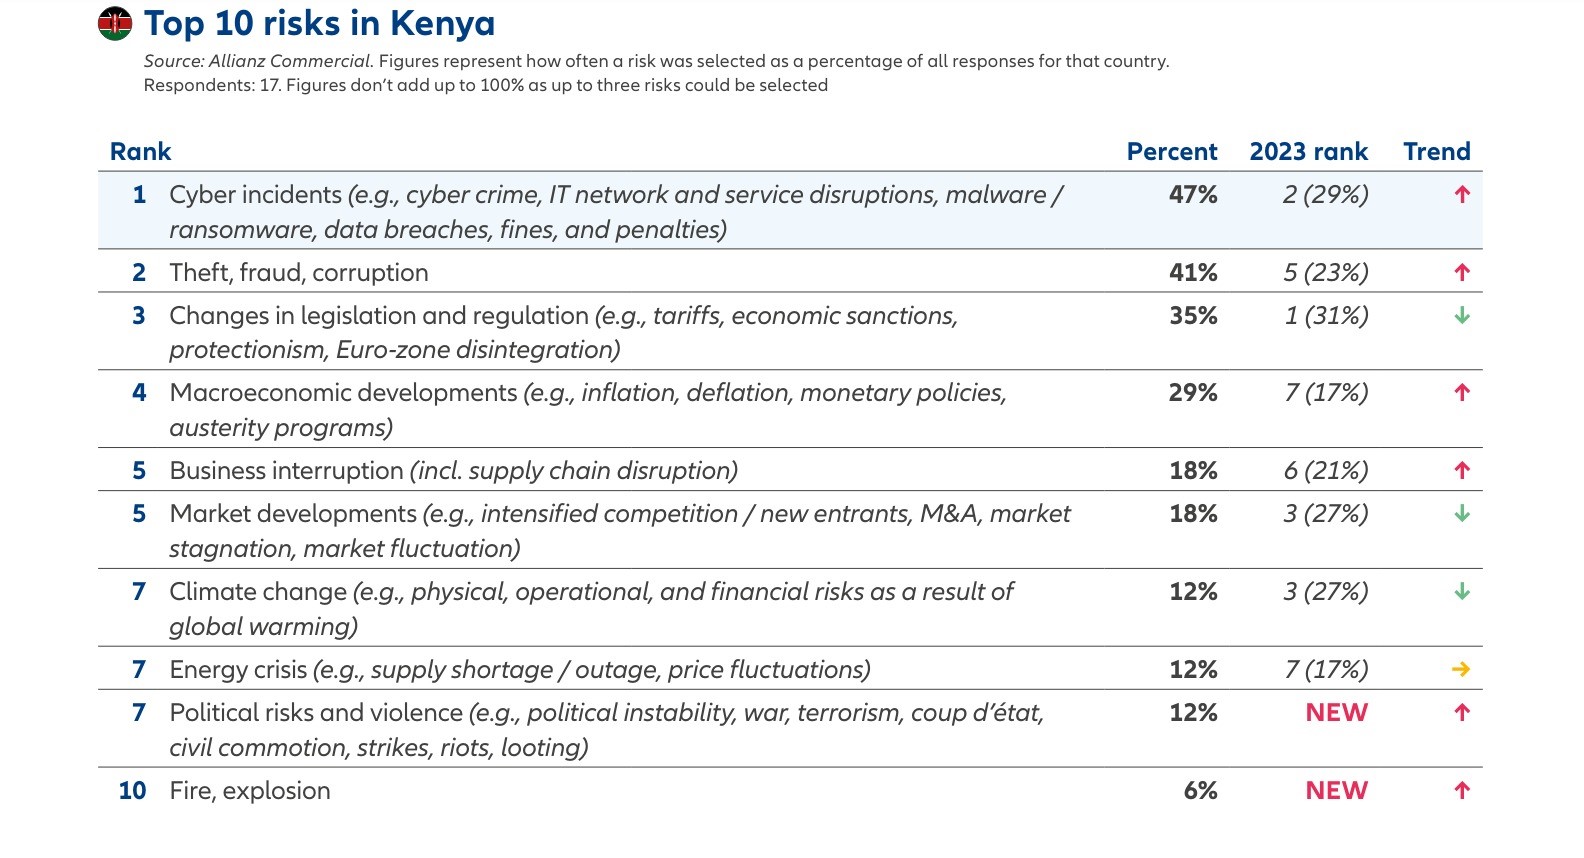 Top 10 risks in Kenya
Source: Allianz Commercial. Figures represent how often a risk was selected as a percentage of all responses for that country.
Respondents: 17. Figures don’t add up to 100% as up to three risks could be selected
Rank Percent 2023 rank Trend
1 Cyber incidents (e.g., cyber crime, IT network and service disruptions, malware / 47% 2 (29%) ↑
ransomware, data breaches, fines, and penalties)
2 Theft, fraud, corruption 41% 5 (23%) ↑
3 Changes in legislation and regulation (e.g., tariffs, economic sanctions, 35% 1 (31%) ↓
protectionism, Euro-zone disintegration)
4 Macroeconomic developments (e.g., inflation, deflation, monetary policies, 29% 7 (17%) ↑
austerity programs)
5 Business interruption (incl. supply chain disruption) 18% 6 (21%) ↑
5 Market developments (e.g., intensified competition / new entrants, M&A, market 18% 3 (27%) ↓
stagnation, market fluctuation)
7 Climate change (e.g., physical, operational, and financial risks as a result of 12% 3 (27%) ↓
global warming)
7 Energy crisis (e.g., supply shortage / outage, price fluctuations) 12% 7 (17%) →
7 Political risks and violence (e.g., political instability, war, terrorism, coup d’état, 12% NEW ↑
civil commotion, strikes, riots, looting)
10 Fire, explosion 6% NEW ↑